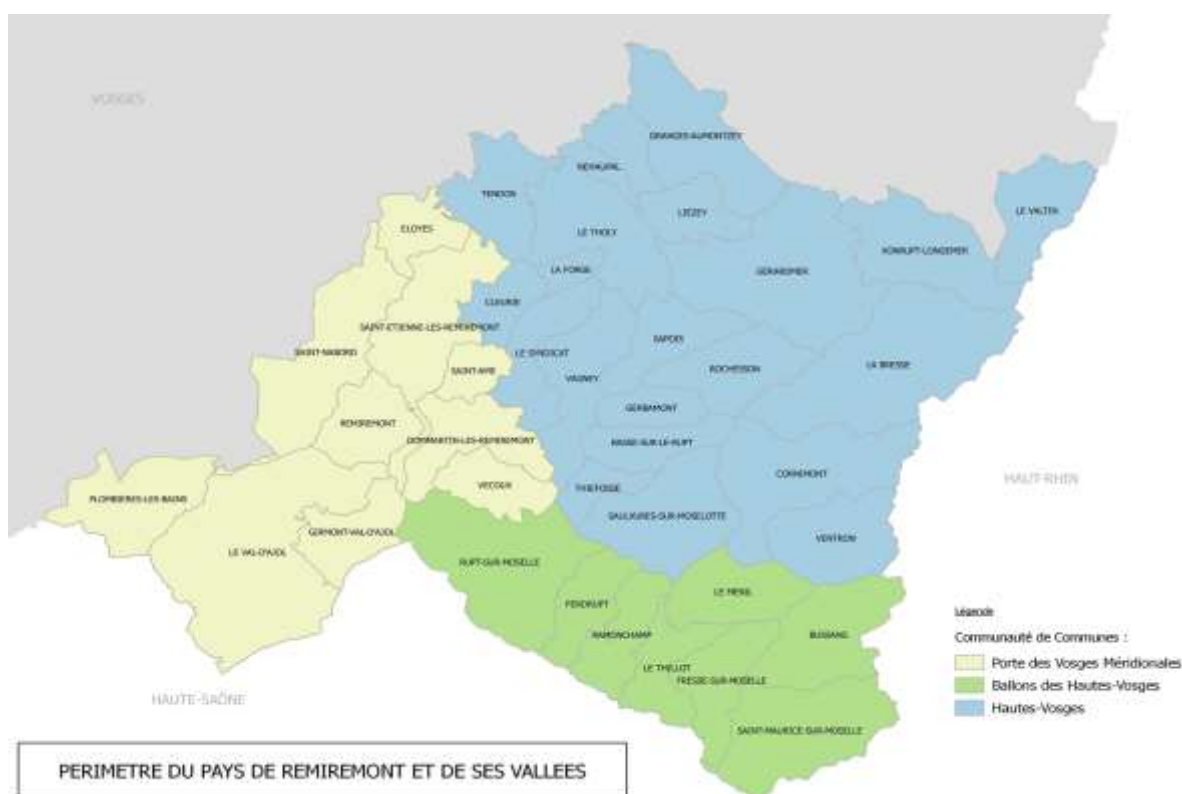 VOSGES
GRANGES-AUMONTZEY
REHAUPAL
TENDON
LIEZEY
LE VALTIN
ELOYES
LE THOLY
XONRUPT-LONGEMER
LA FORGE
GERARDMER
CLEURIE
SAINT-ETIENNE-LES-REMIREMONT
SAPOIS
SAINT-NABORD
LE SYNDICAT
LA BRESSE
SAINT-AME
VAGNEY
ROCHESSON
GERBAMONT
REMIREMONT
DOMMARTIN-LES-REMIREMONT
BASSE-SUR-LE-RUPT
CORNIMONT
HAUT-RHIN
VECOUX
THIEFOSSE
PLOMBIERES-LES-BAINS
SAULXURES-SUR-MOSELOTTE
GIRMONT-VAL-D'AJOL
VENTRON
LE VAL-D'AJOL
RUPT-SUR-MOSELLE
LE MENIL
FERDRUPT
Légende
RAMONCHAMP
BUSSANG
Communauté de Communes :
Porte des Vosges Méridionales
LE THILLOT
FRESSE-SUR-MOSELLE
Ballons des Hautes-Vosges
HAUTE-SAÔNE
Hautes-Vosges
SAINT-MAURICE-SUR-MOSELLE
PERIMETRE DU PAYS DE REMIREMONT ET DE SES VALLEES